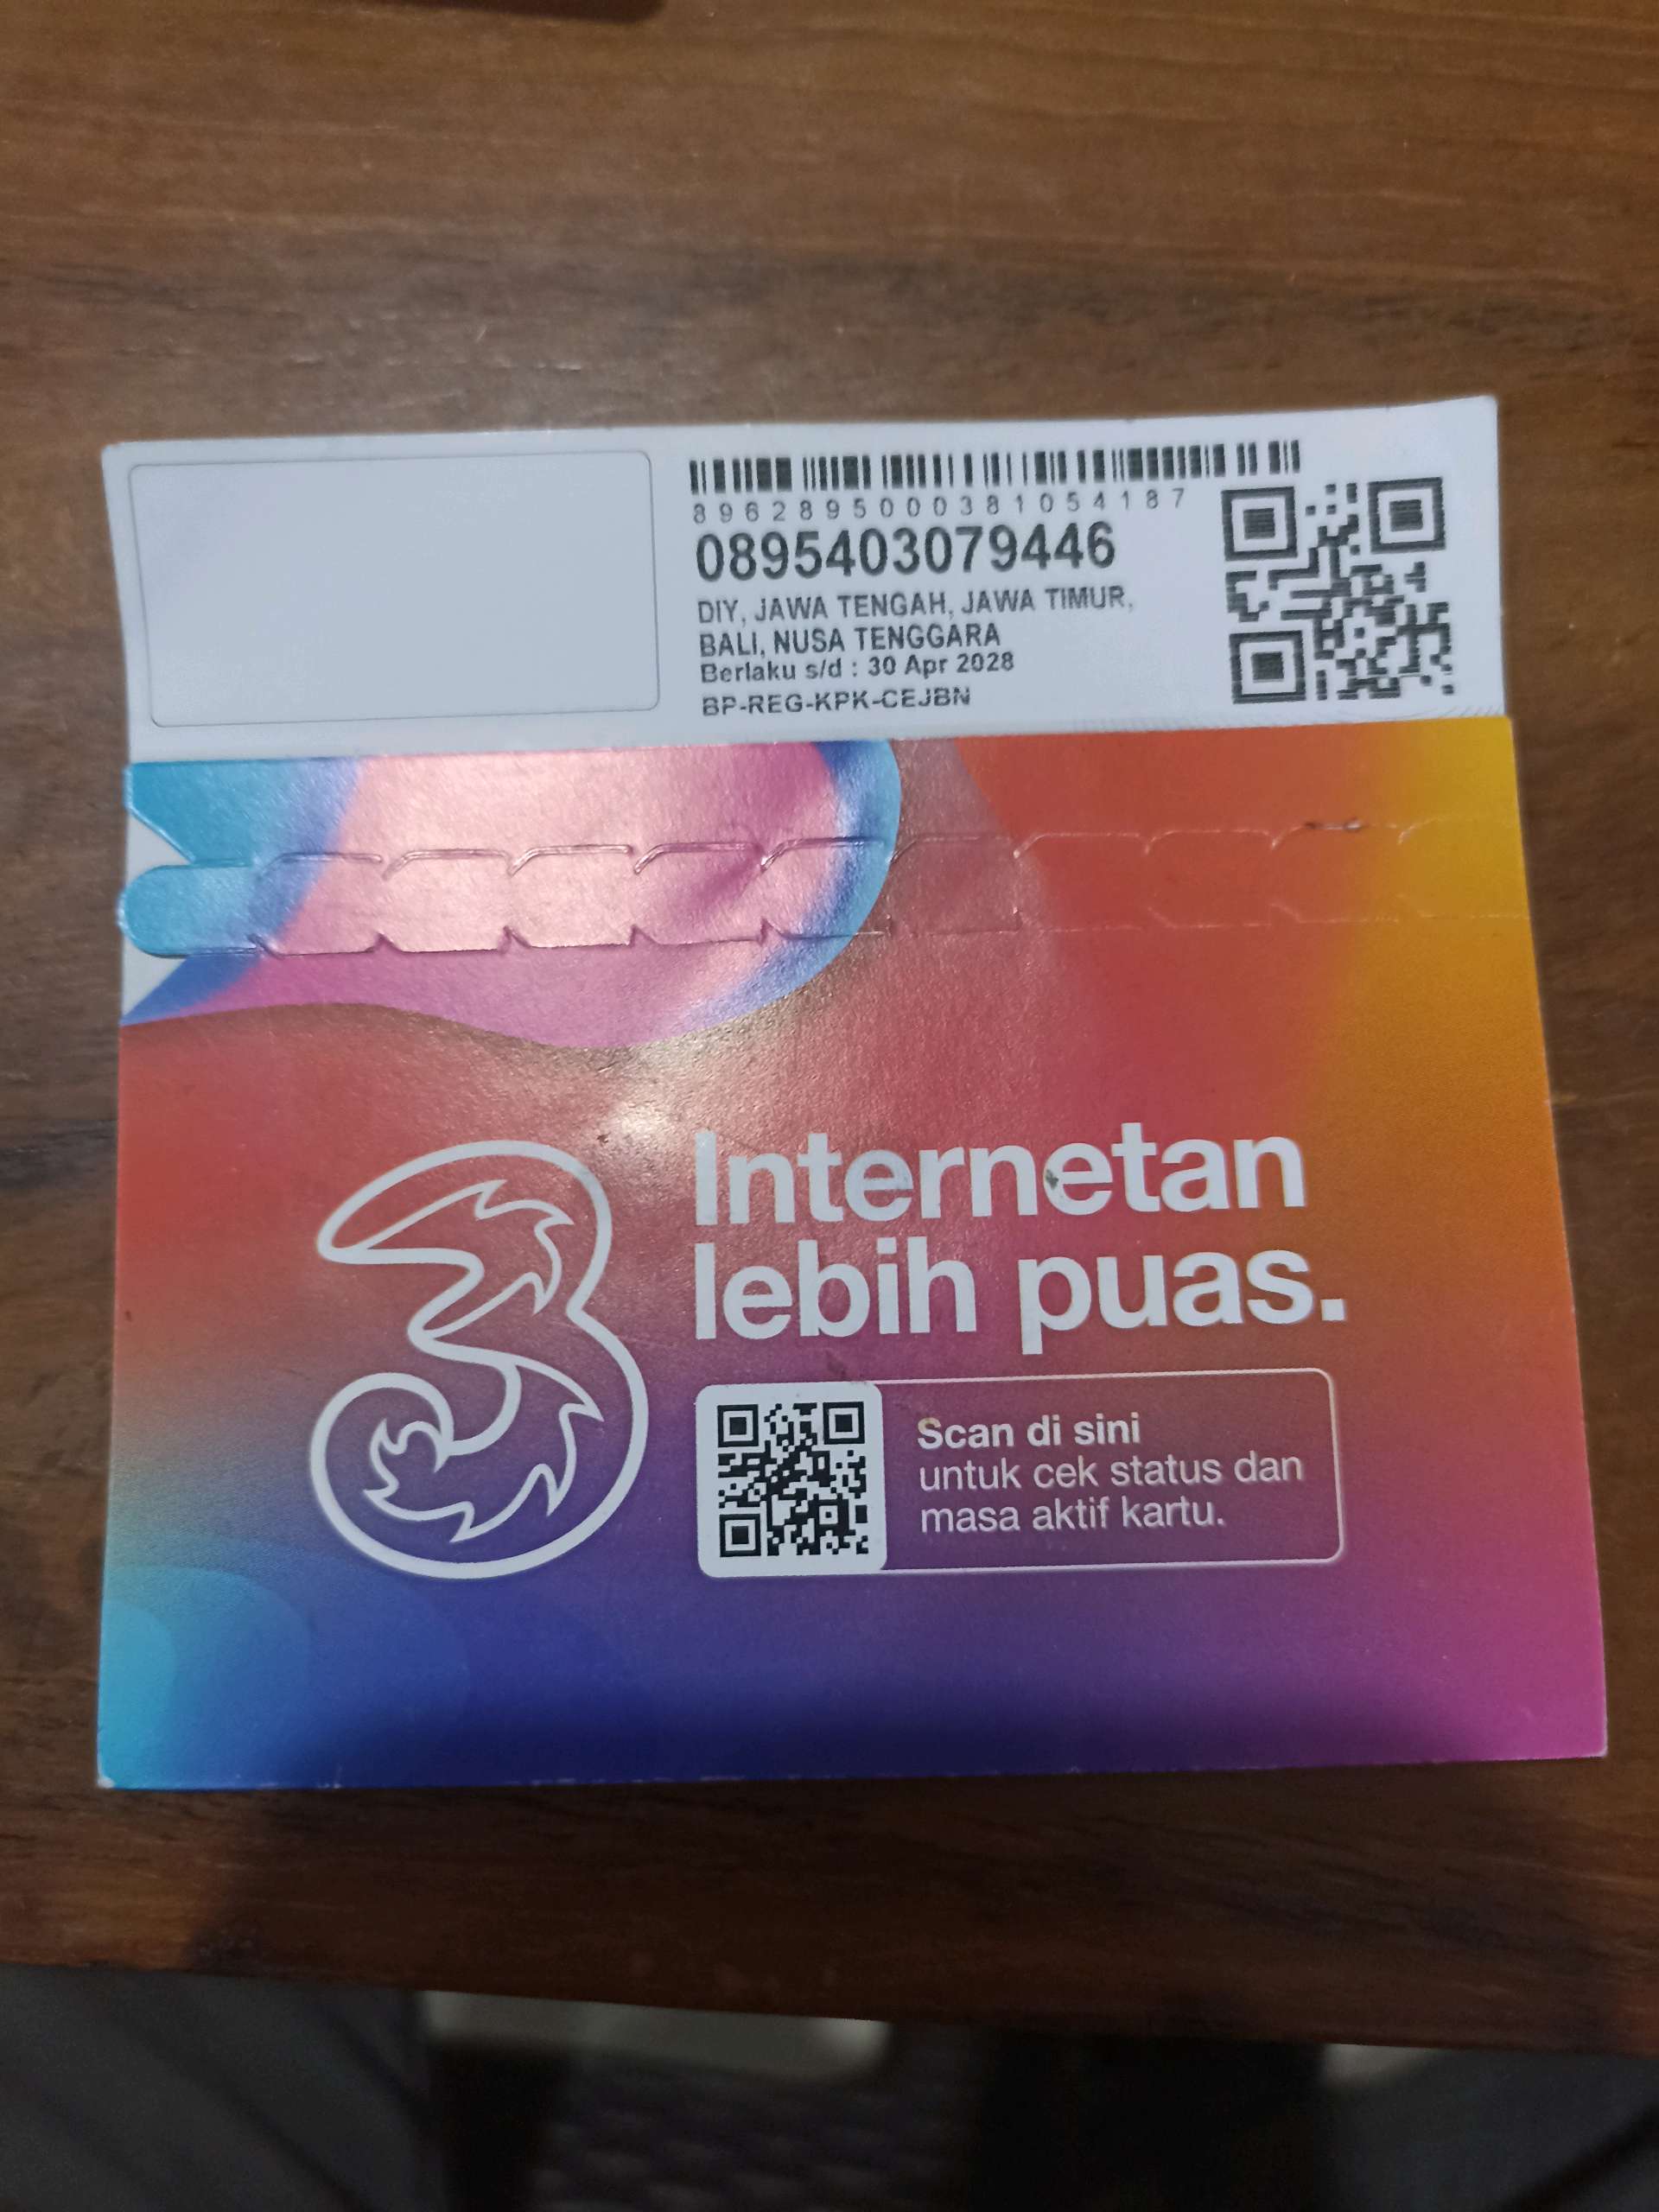 8962895000381054187
0895403079446
DIY, JAWA TENGAH, JAWA TIMUR,
BALI, NUSA TENGGARA
Berlaku s/d : 30 Apr 2028
BP-REG-KPK-CEJBN
3
Internetan
lebih puas.
Scan di sini
untuk cek status dan
masa aktif kartu.